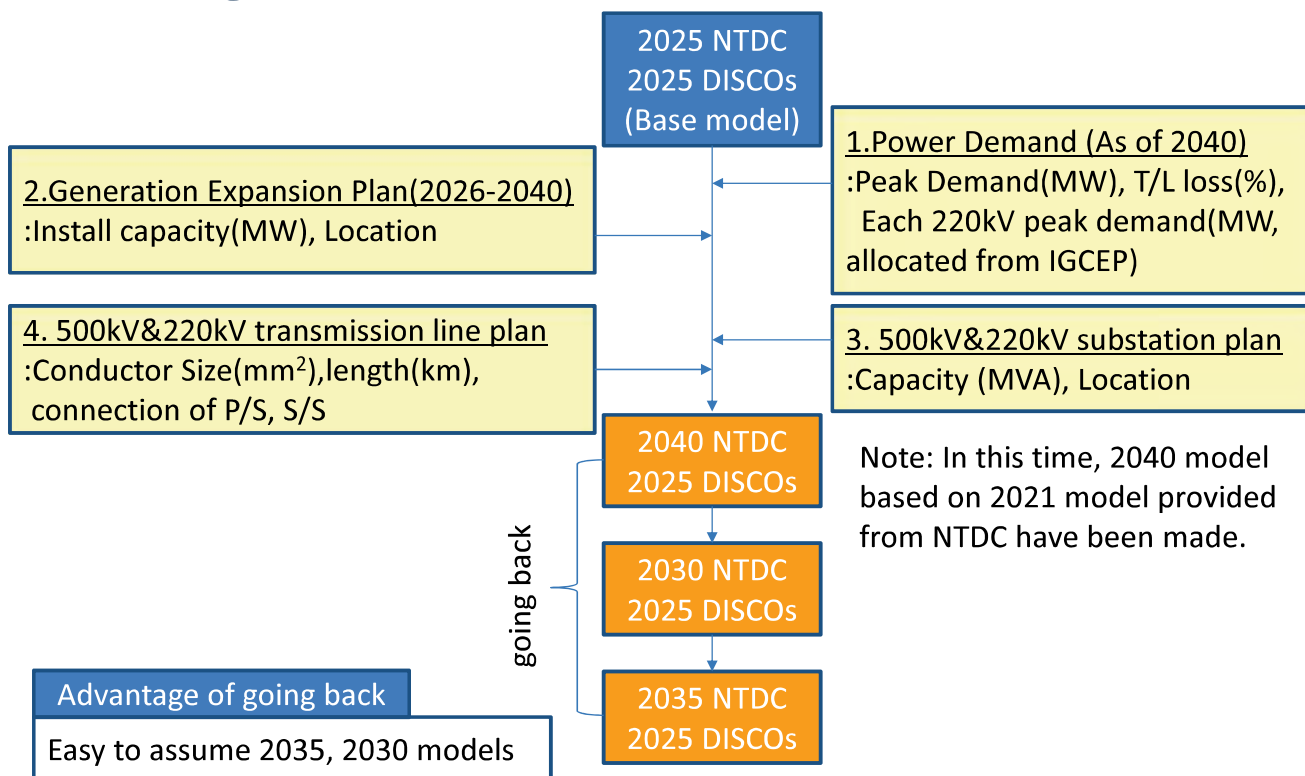 2025 NTDC
2025 DISCOs
(Base model)
1.Power Demand (As of 2040)
:Peak Demand(MW), T/L loss(%),
Each 220kV peak demand(MW,
allocated from IGCEP)
2.Generation Expansion Plan(2026-2040)
:Install capacity(MW), Location
3. 500kV&220kV substation plan
:Capacity (MVA), Location
4. 500kV&220kV transmission line plan
:Conductor Size(mm²),length(km),
connection of P/S, S/S
2040 NTDC
2025 DISCOs
Note: In this time, 2040 model
based on 2021 model provided
from NTDC have been made.
going back
2030 NTDC
2025 DISCOs
2035 NTDC
2025 DISCOs
Advantage of going back
Easy to assume 2035, 2030 models